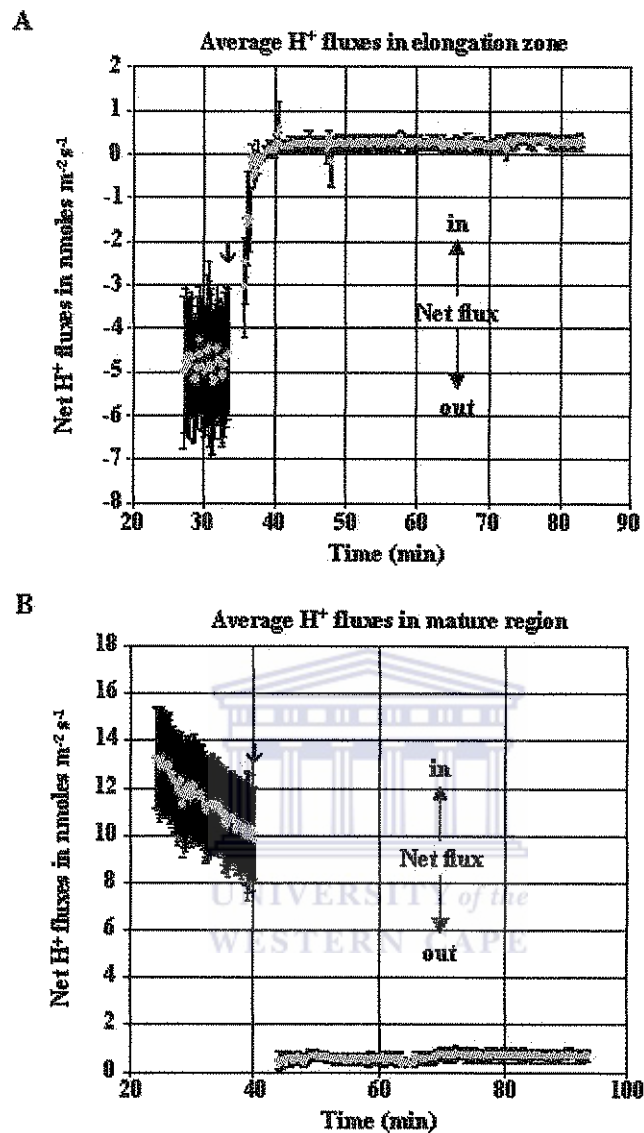 A
Average H⁺ fluxes in elongation zone
Net H⁺ fluxes in nmoles m⁻² s⁻¹
2
1
0
-1
-2
-3
-4
-5
-6
-7
-8
in
Net flux
out
20 30 40 50 60 70 80 90
Time (min)
B
Average H⁺ fluxes in mature region
Net H⁺ fluxes in nmoles m⁻² s⁻¹
18
16
14
12
10
8
6
4
2
0
in
Net flux
out
UNIVERSITY of the
WESTERN CAPE
20 40 60 80 100
Time (min)